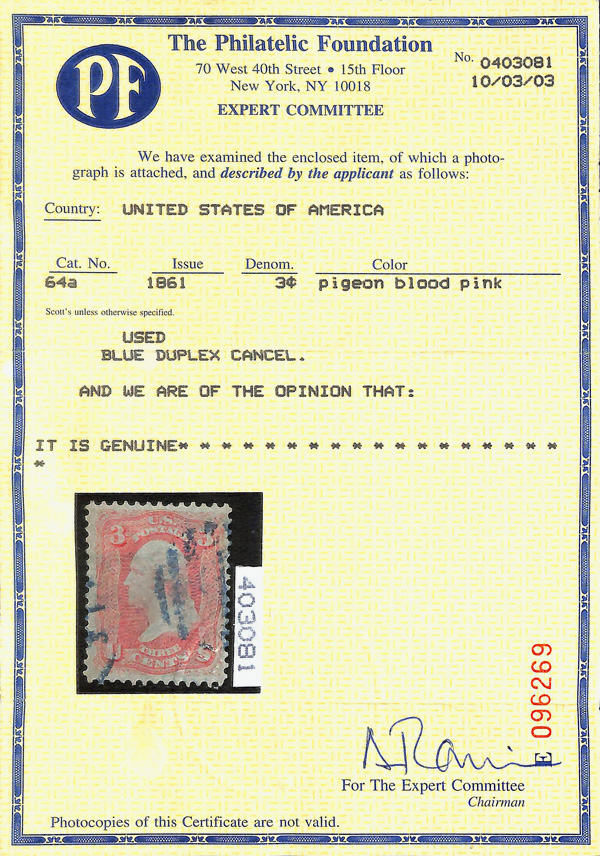 The Philatelic Foundation
PF
70 West 40th Street • 15th Floor
New York, NY 10018
EXPERT COMMITTEE
No. 0403081
10/03/03
We have examined the enclosed item, of which a photo-
graph is attached, and described by the applicant as follows:
Country: UNITED STATES OF AMERICA
Cat. No. Issue Denom. Color
64a 1861 3¢ pigeon blood pink
Scott's unless otherwise specified.
USED
BLUE DUPLEX CANCEL.
AND WE ARE OF THE OPINION THAT:
IT IS GENUINE* * * * * * * * * * * * * * * * * *
*
3 U.S. 3
POSTAGE
THREE
CENTS
403081
096269
E
For The Expert Committee
Chairman
Photocopies of this Certificate are not valid.